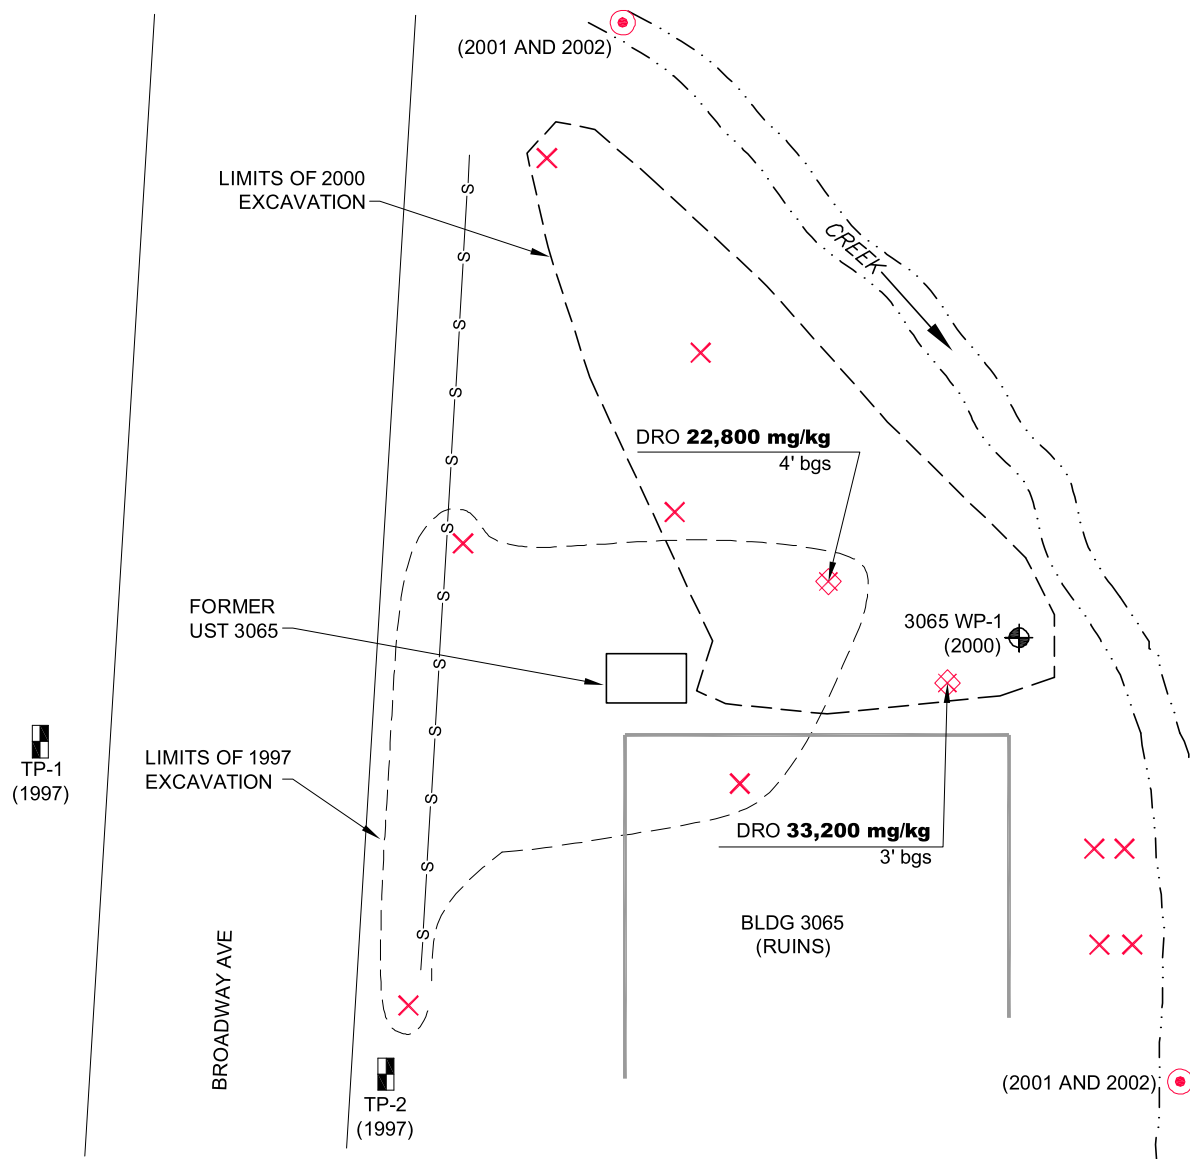 (2001 AND 2002)
LIMITS OF 2000
EXCAVATION
S
S
S
S
S
S
S
S
S
S
S
S
CREEK
DRO 22,800 mg/kg
4' bgs
FORMER
UST 3065
3065 WP-1
(2000)
LIMITS OF 1997
EXCAVATION
TP-1
(1997)
DRO 33,200 mg/kg
3' bgs
BLDG 3065
(RUINS)
BROADWAY AVE
TP-2
(1997)
(2001 AND 2002)